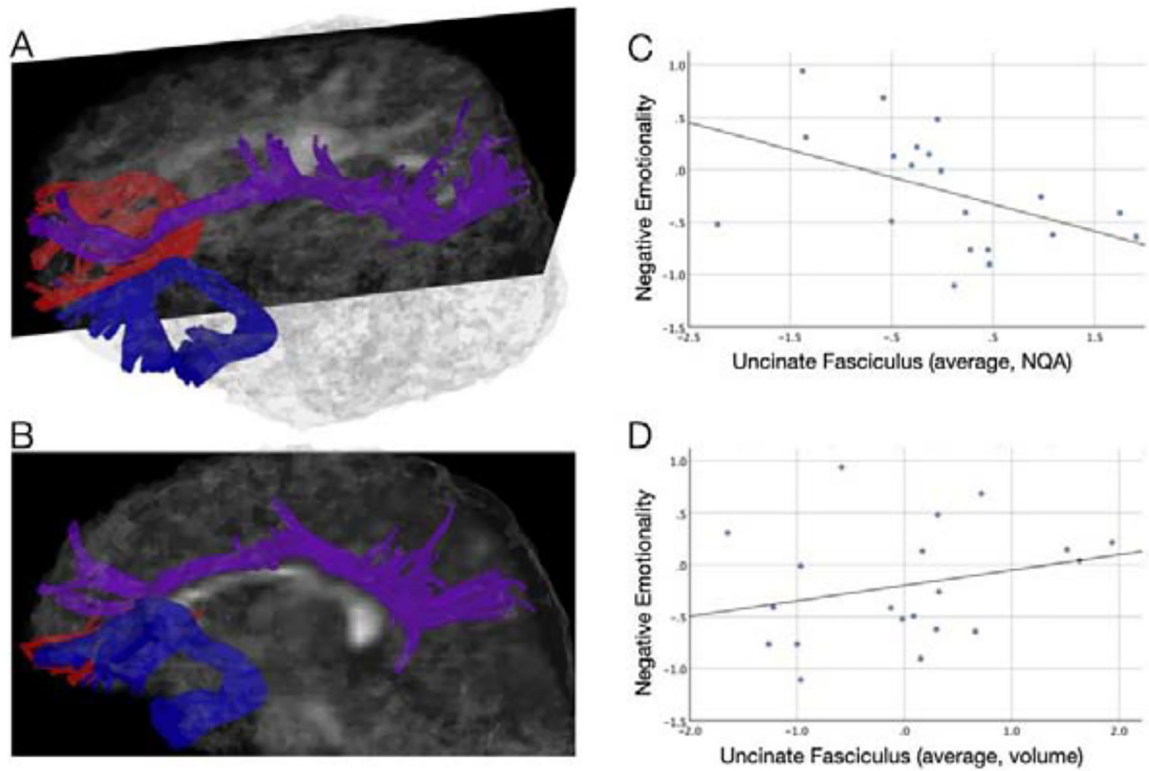 A
B
C
Negative Emotionality
1.0
.5
.0
-.5
-1.0
-1.5
-2.5
-1.5
-.5
.5
1.5
Uncinate Fasciculus (average, NQA)
D
Negative Emotionality
1.0
.5
.0
-.5
-1.0
-1.5
-2.0
-1.0
.0
1.0
2.0
Uncinate Fasciculus (average, volume)